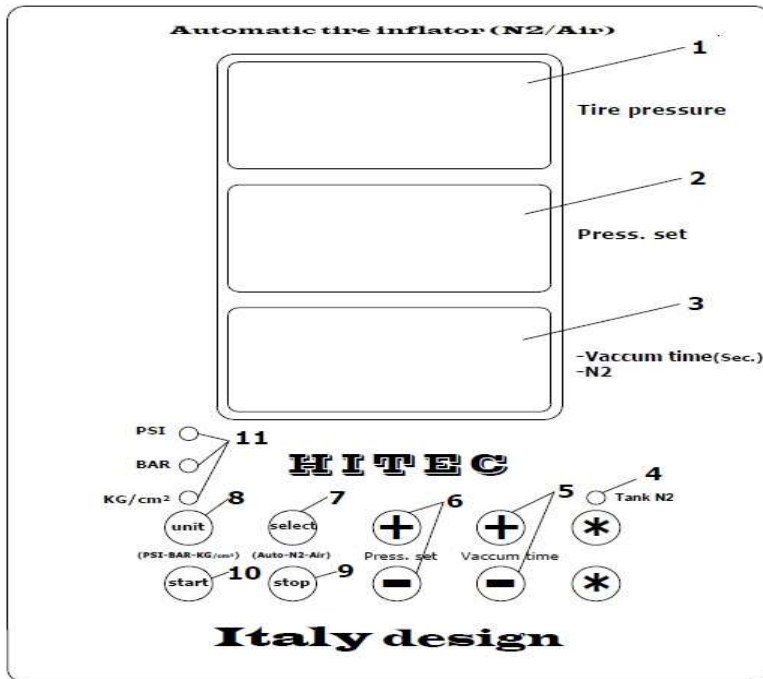 Automatic tire inflator (N2/Air)
1
Tire pressure
2
Press. set
3
-Vaccum time(Sec.)
-N2
PSI
11
BAR
HITEC
KG/cm²
8
7
6
5
4
Tank N2
unit
select
+
+
*
(PSI-BAR-KG/cm²)
(Auto-N2-Air)
Press. set
Vaccum time
start
10
stop
9
-
-
*
Italy design